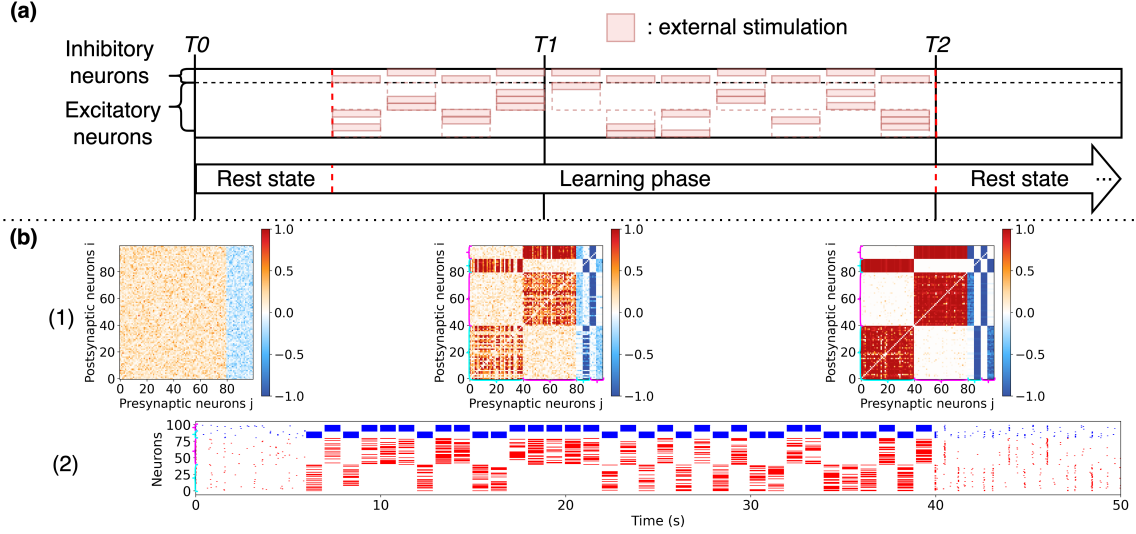 (a)
: external stimulation
T0
T1
T2
Inhibitory
neurons
Excitatory
neurons
Rest state
Learning phase
Rest state
...
(b)
(1)
Postsynaptic neurons i
0
20
40
60
80
0 20 40 60 80
Presynaptic neurons j
1.0
0.5
0.0
−0.5
−1.0
Postsynaptic neurons i
80
60
40
20
0
0 20 40 60 80
Presynaptic neurons j
1.0
0.5
0.0
−0.5
−1.0
Postsynaptic neurons i
80
60
40
20
0
0 20 40 60 80
Presynaptic neurons j
1.0
0.5
0.0
−0.5
−1.0
(2)
Neurons
100
75
50
25
0
0 10 20 30 40 50
Time (s)